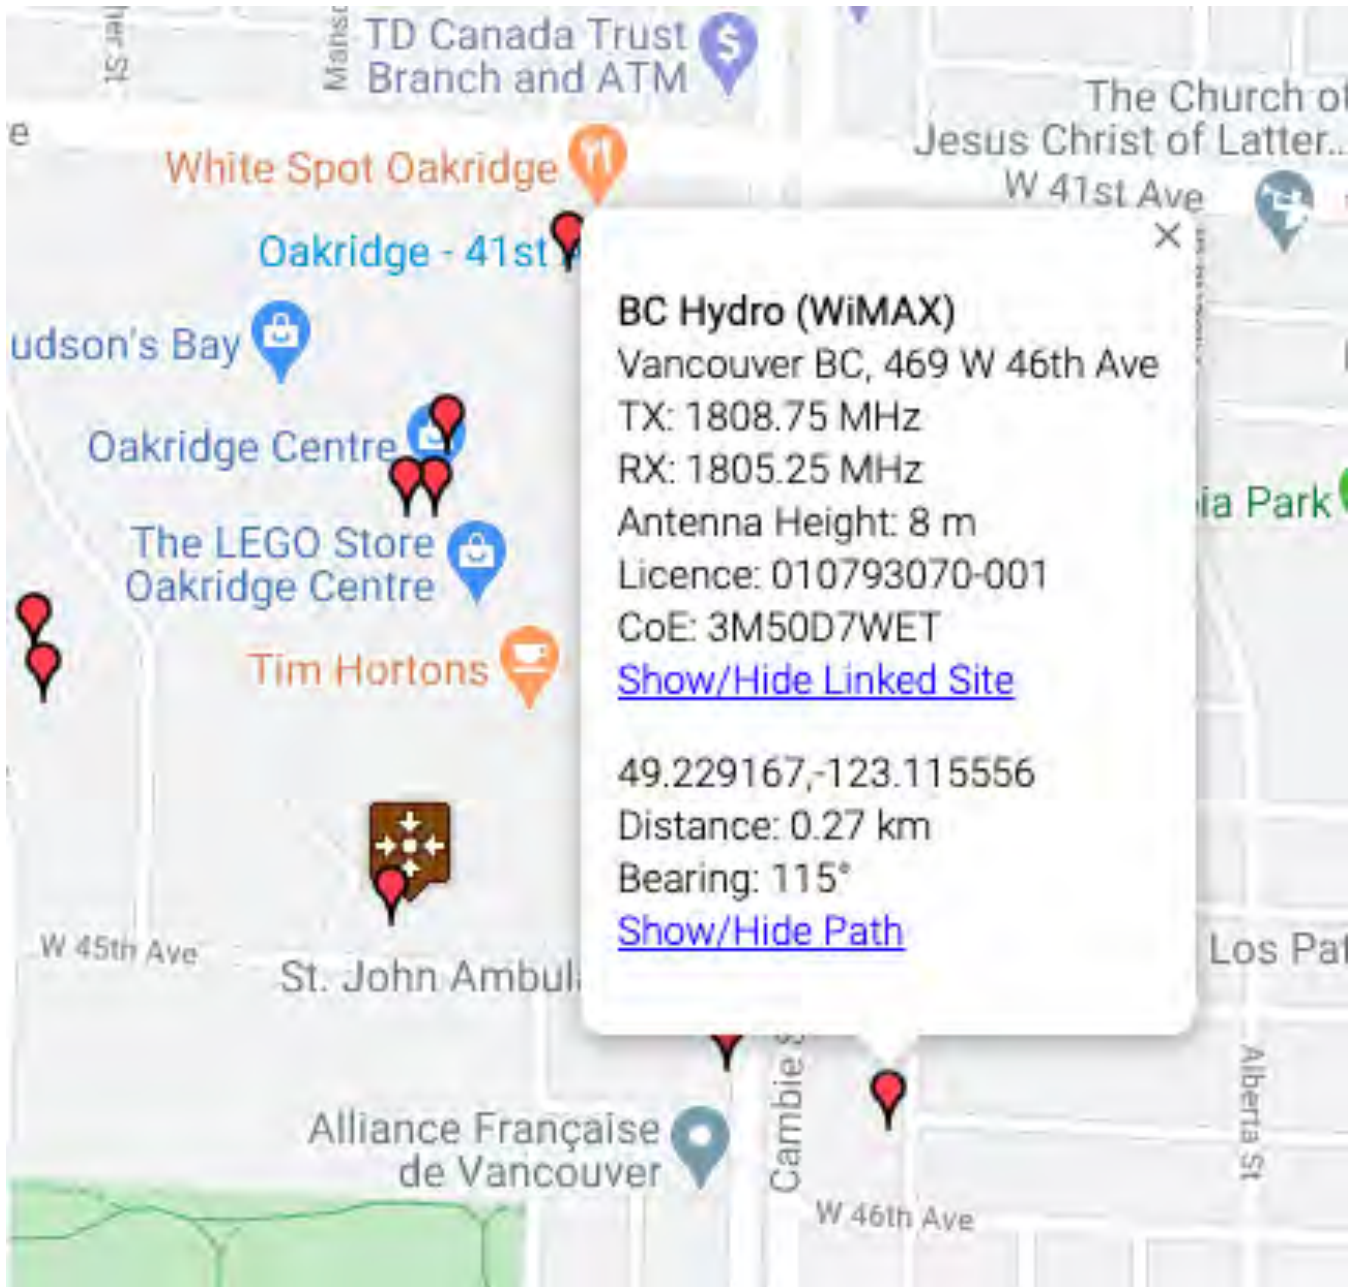 TD Canada Trust
Branch and ATM
The Church of
Jesus Christ of Latter...
e
White Spot Oakridge
W 41st Ave
Oakridge - 41st
udson's Bay
Oakridge Centre
The LEGO Store
Oakridge Centre
Tim Hortons
BC Hydro (WiMAX)
Vancouver BC, 469 W 46th Ave
TX: 1808.75 MHz
RX: 1805.25 MHz
Antenna Height: 8 m
Licence: 010793070-001
CoE: 3M50D7WET
Show/Hide Linked Site
49.229167,-123.115556
Distance: 0.27 km
Bearing: 115°
Show/Hide Path
ia Park
W 45th Ave
St. John Ambul
Los Pa
Cambie S
Alberta St
Alliance Française
de Vancouver
W 46th Ave